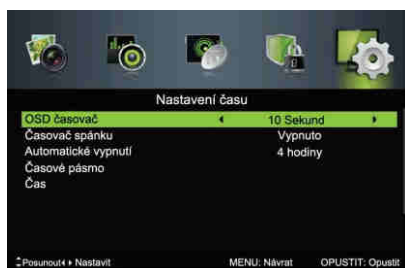 Nastavení času
OSD časovač 10 Sekund
Časovač spánku Vypnuto
Automatické vypnutí 4 hodiny
Časové pásmo
Čas
Posunout Nastavit MENU: Návrat OPUSTIT: Opustit